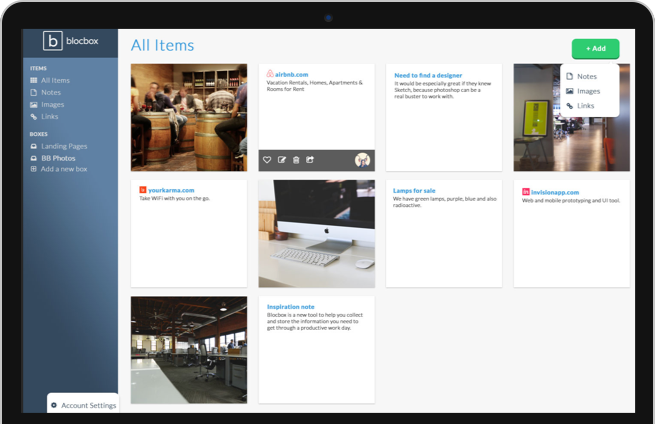 blocbox
All Items
+ Add
ITEMS
All Items
Notes
Images
Links
BOXES
Landing Pages
BB Photos
Add a new box
Account Settings
airbnb.com
Vacation Rentals, Homes, Apartments &
Rooms for Rent
Need to find a designer
It would be especially great if they knew
Sketch, because photoshop can be a
real buster to work with.
Notes
Images
Links
yourkarma.com
Take WiFi with you on the go.
Lamps for sale
We have green lamps, purple, blue and also
radioactive.
in
invisionapp.com
Web and mobile prototyping and UI tool.
Inspiration note
Blocbox is a new tool to help you collect
and store the information you need to
get through a productive work day.